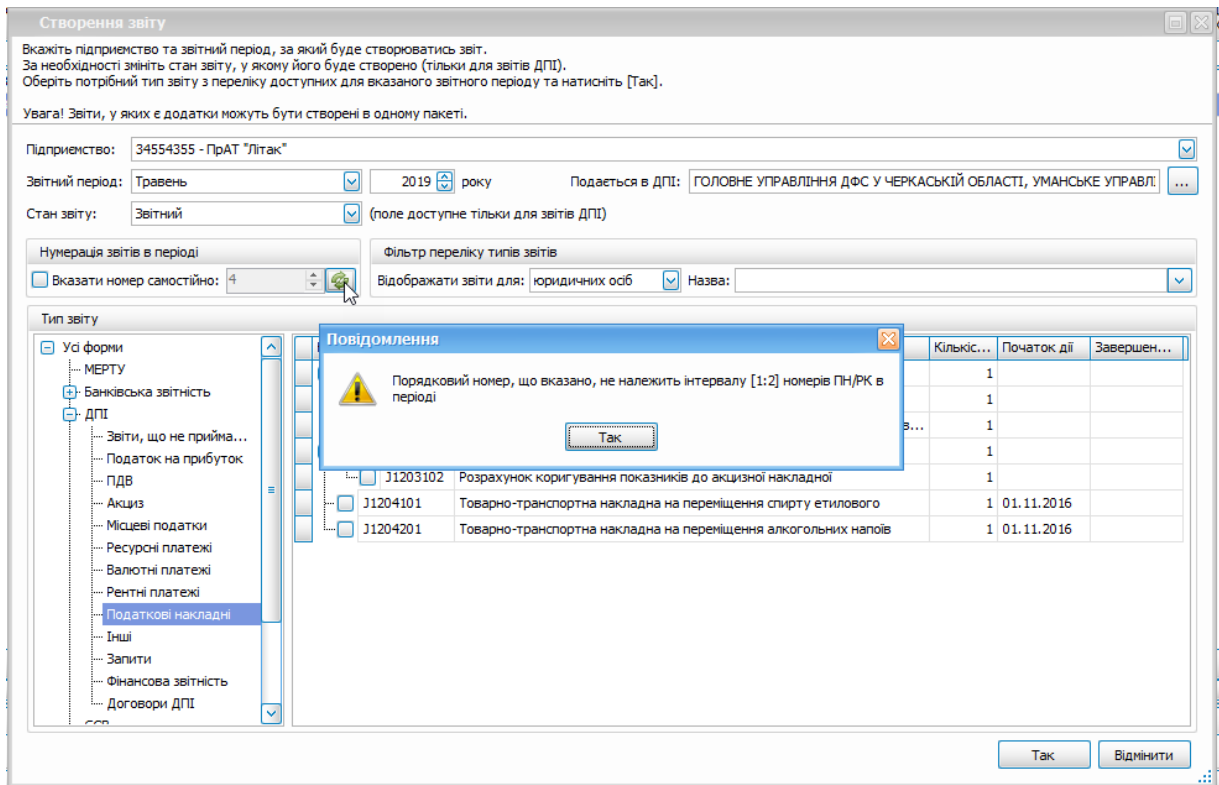 Створення звіту
Вкажіть підприємство та звітний період, за який буде створюватись звіт.
За необхідності змініть стан звіту, у якому його буде створено (тільки для звітів ДПІ).
Оберіть потрібний тип звіту з переліку доступних для вказаного звітного періоду та натисніть [Так].
Увага! Звіти, у яких є додатки можуть бути створені в одному пакеті.
Підприємство: 34554355 - ПрАТ "Літак"
Звітний період: Травень 2019 року Подається в ДПІ: ГОЛОВНЕ УПРАВЛІННЯ ДФС У ЧЕРКАСЬКІЙ ОБЛАСТІ, УМАНСЬКЕ УПРАВЛ ...
Стан звіту: Звітний (поле доступне тільки для звітів ДПІ)
Нумерація звітів в періоді Фільтр переліку типів звітів
Вказати номер самостійно: 4 Відображати звіти для: юридичних осіб Назва:
Тип звіту
Усі форми
МЕРТУ
Банківська звітність
ДПІ
Звіти, що не прийма...
Податок на прибуток
ПДВ
Акциз
Місцеві податки
Ресурсні платежі
Валютні платежі
Рентні платежі
Податкові накладні
Інші
Запити
Фінансова звітність
Договори ДПІ
Кількіс... Початок дії Завершен...
1
1
в... 1
1
J1203102 Розрахунок коригування показників до акцизної накладної 1
J1204101 Товарно-транспортна накладна на переміщення спирту етилового 1 01.11.2016
J1204201 Товарно-транспортна накладна на переміщення алкогольних напоїв 1 01.11.2016
Повідомлення
Порядковий номер, що вказано, не належить інтервалу [1:2] номерів ПН/РК в
періоді
Так
Так Відмінити